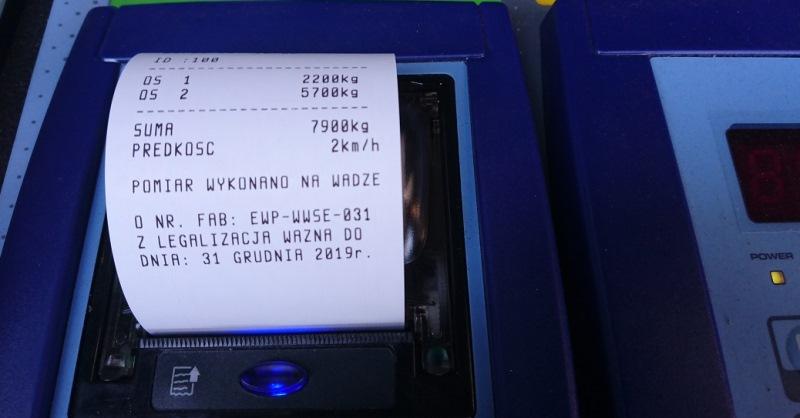 ID :100
OS 1 2200kg
OS 2 5700kg
SUMA 7900kg
PREDKOSC 2km/h
POMIAR WYKONANO NA WADZE
O NR. FAB: EWP-WWSE-031
Z LEGALIZACJA WAZNA DO
DNIA: 31 GRUDNIA 2019r.
POWER